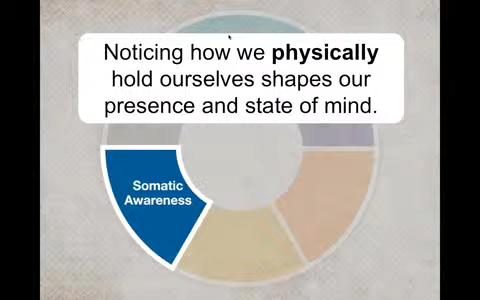 Noticing how we physically
hold ourselves shapes our
presence and state of mind.
Somatic
Awareness